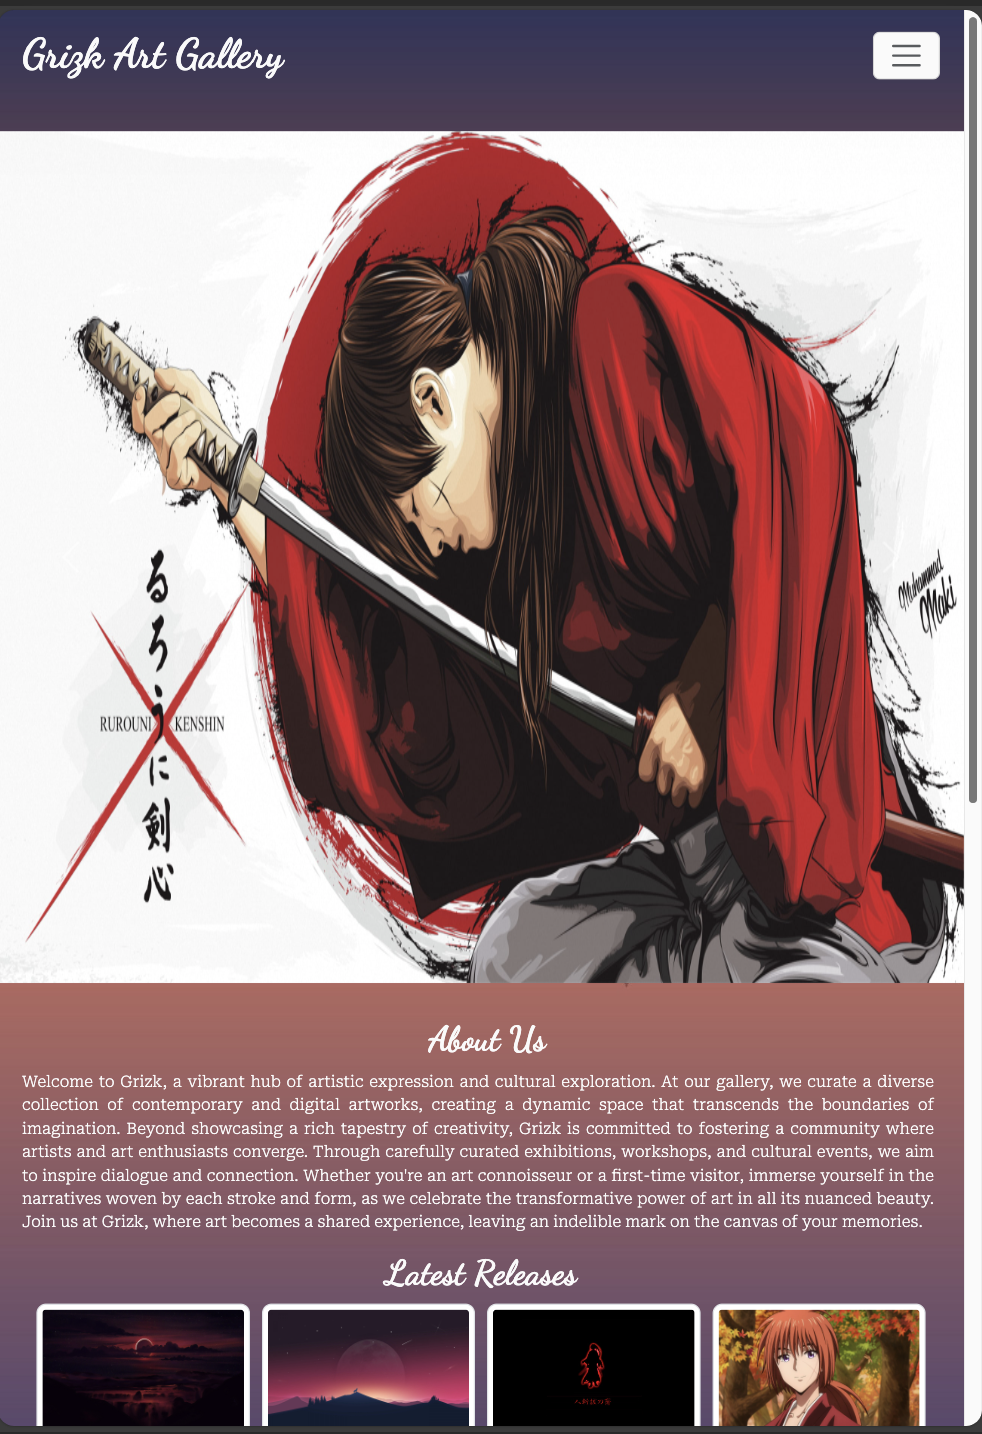 Grizk Art Gallery
るろうに剣心
RUROUNI KENSHIN
Muhammad
Maki
About Us
Welcome to Grizk, a vibrant hub of artistic expression and cultural exploration. At our gallery, we curate a diverse
collection of contemporary and digital artworks, creating a dynamic space that transcends the boundaries of
imagination. Beyond showcasing a rich tapestry of creativity, Grizk is committed to fostering a community where
artists and art enthusiasts converge. Through carefully curated exhibitions, workshops, and cultural events, we aim
to inspire dialogue and connection. Whether you're an art connoisseur or a first-time visitor, immerse yourself in the
narratives woven by each stroke and form, as we celebrate the transformative power of art in all its nuanced beauty.
Join us at Grizk, where art becomes a shared experience, leaving an indelible mark on the canvas of your memories.
Latest Releases